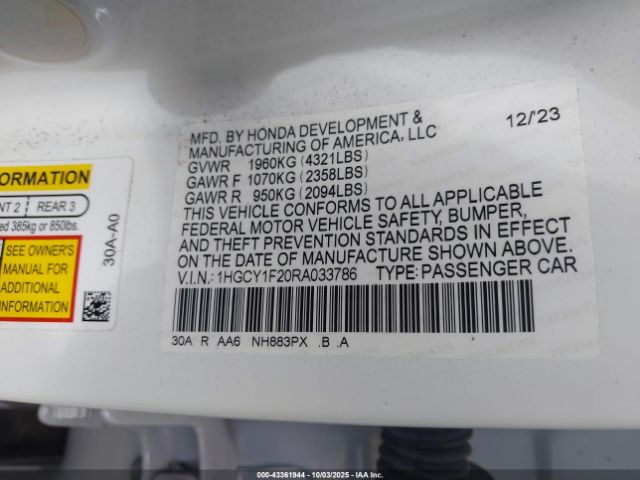 MFD. BY HONDA DEVELOPMENT &
MANUFACTURING OF AMERICA, LLC
12/'23
GVWR 1960KG (4321LBS)
GAWR F 1070KG (2358LBS)
GAWR R 950KG (2094LBS)
THIS VEHICLE CONFORMS TO ALL APPLICABLE
FEDERAL MOTOR VEHICLE SAFETY, BUMPER,
AND THEFT PREVENTION STANDARDS IN EFFECT
ON THE DATE OF MANUFACTURE SHOWN ABOVE.
V.I.N.: 1HGCY1F20RA033786 TYPE: PASSENGER CAR
30A R AA6 NH883PX .B .A
FORMATION
NT 2 REAR 3
ed 385kg or 850lbs.
SEE OWNER'S
MANUAL FOR
ADDITIONAL
INFORMATION
30A-A0
000-43361944 - 10/03/2025 - IAAI, Inc.